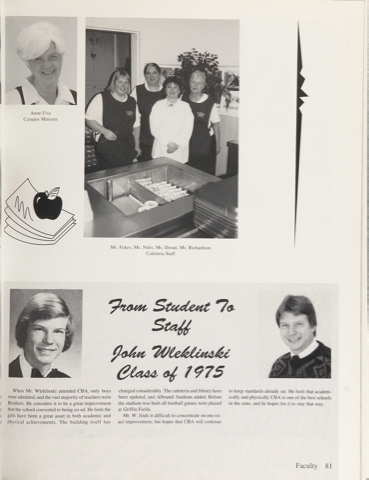 Anne Uva
Campus Minister
Ms. Fukes, Ms. Niles, Ms. Doran, Ms. Richardson
Cafeteria Staff
From Student To
Staff
John Wleklinski
Class of 1975
When Mr. Wleklinski attended CBA, only boys
were admitted, and the vast majority of teachers were
Brothers. He considers it to be a great improvement
that the school converted to being co-ed. He feels the
girls have been a great asset in both academic and
physical achievements. The building itself has
changed considerably. The cafeteria and library have
been updated, and Alibrandi Stadium added. Before
the stadium was built all football games were played
at Griffin Fields.
Mr. W. finds it difficult to concentrate on one ex-
act improvement, but hopes that CBA will continue
to keep standards already set. He feels that academ-
ically and physically CBA is one of the best schools
in the state, and he hopes for it to stay that way.
Faculty 81